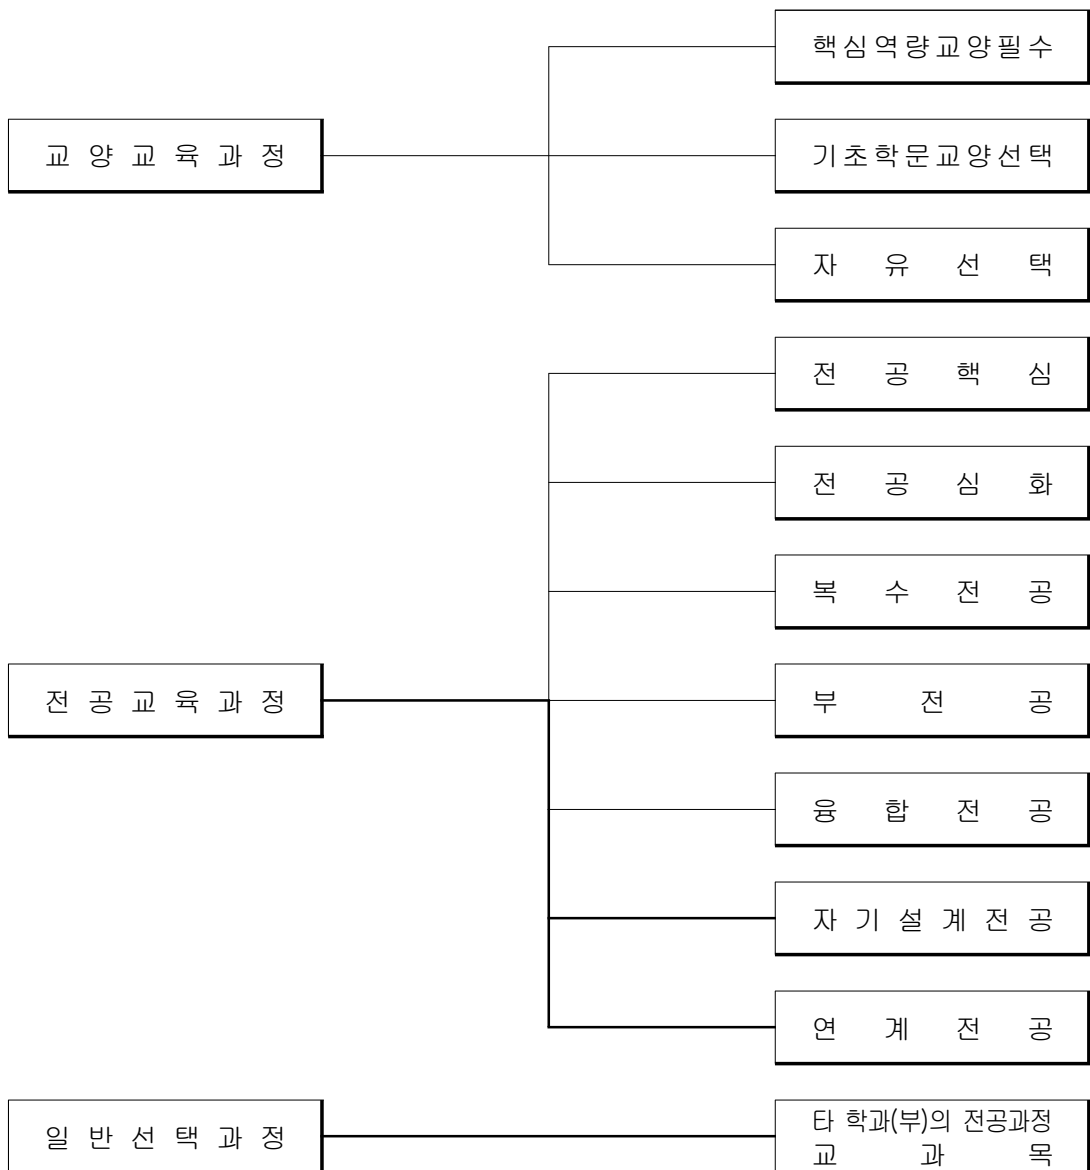 핵심역량교양필수
교양교육과정
기초학문교양선택
자유선택
전공핵심
전공심화
복수전공
전공교육과정
부전공
융합전공
자기설계전공
연계전공
일반선택과정
타 학과(부)의 전공과정
교과목